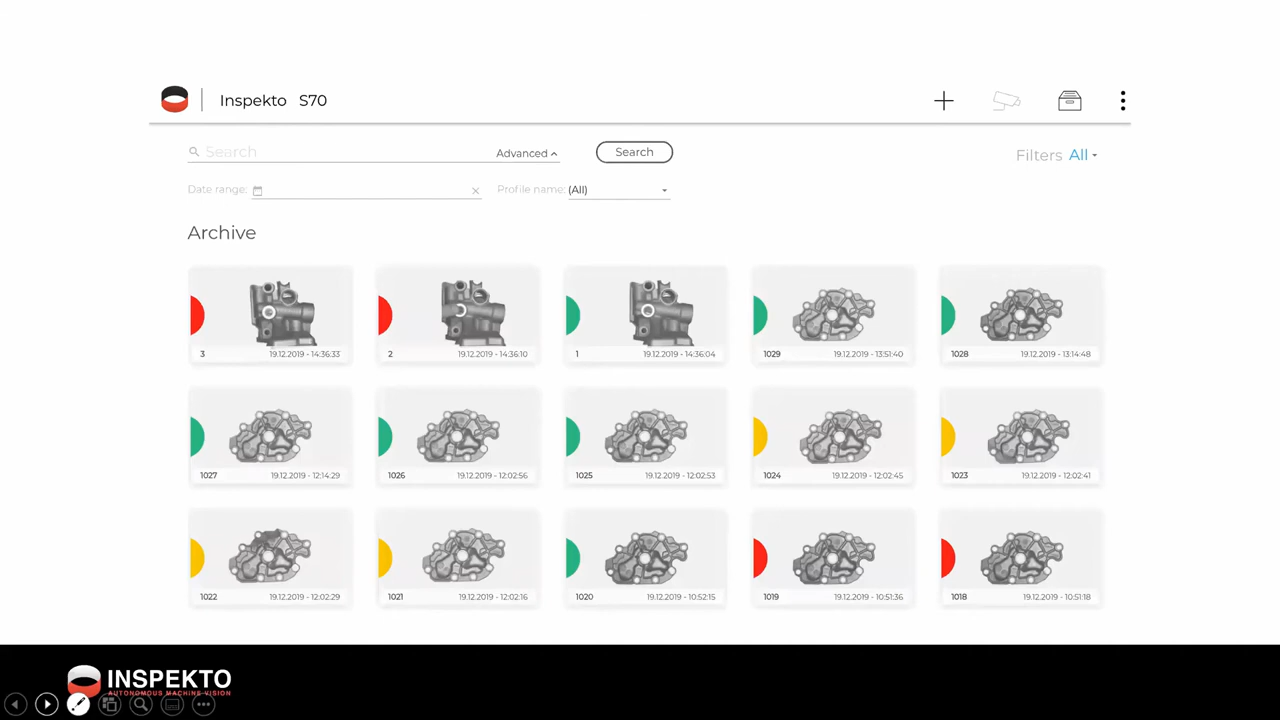 Inspekto S70
Search Advanced Search Filters All
Date range: Profile name: (All)
Archive
3 19.12.2019 - 14:36:33
2 19.12.2019 - 14:36:10
1 19.12.2019 - 14:36:04
1029 19.12.2019 - 13:51:40
1028 19.12.2019 - 13:14:48
1027 19.12.2019 - 12:14:29
1026 19.12.2019 - 12:02:56
1025 19.12.2019 - 12:02:53
1024 19.12.2019 - 12:02:45
1023 19.12.2019 - 12:02:41
1022 19.12.2019 - 12:02:29
1021 19.12.2019 - 12:02:16
1020 19.12.2019 - 10:52:15
1019 19.12.2019 - 10:51:36
1018 19.12.2019 - 10:51:18
INSPEKTO
AUTONOMOUS MACHINE VISION